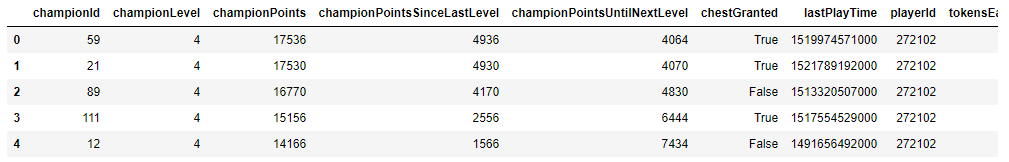 championId championLevel championPoints championPointsSinceLastLevel championPointsUntilNextLevel chestGranted lastPlayTime playerId tokensEa
0 59 4 17536 4936 4064 True 1519974571000 272102
1 21 4 17530 4930 4070 True 1521789192000 272102
2 89 4 16770 4170 4830 False 1513320507000 272102
3 111 4 15156 2556 6444 True 1517554529000 272102
4 12 4 14166 1566 7434 False 1491656492000 272102